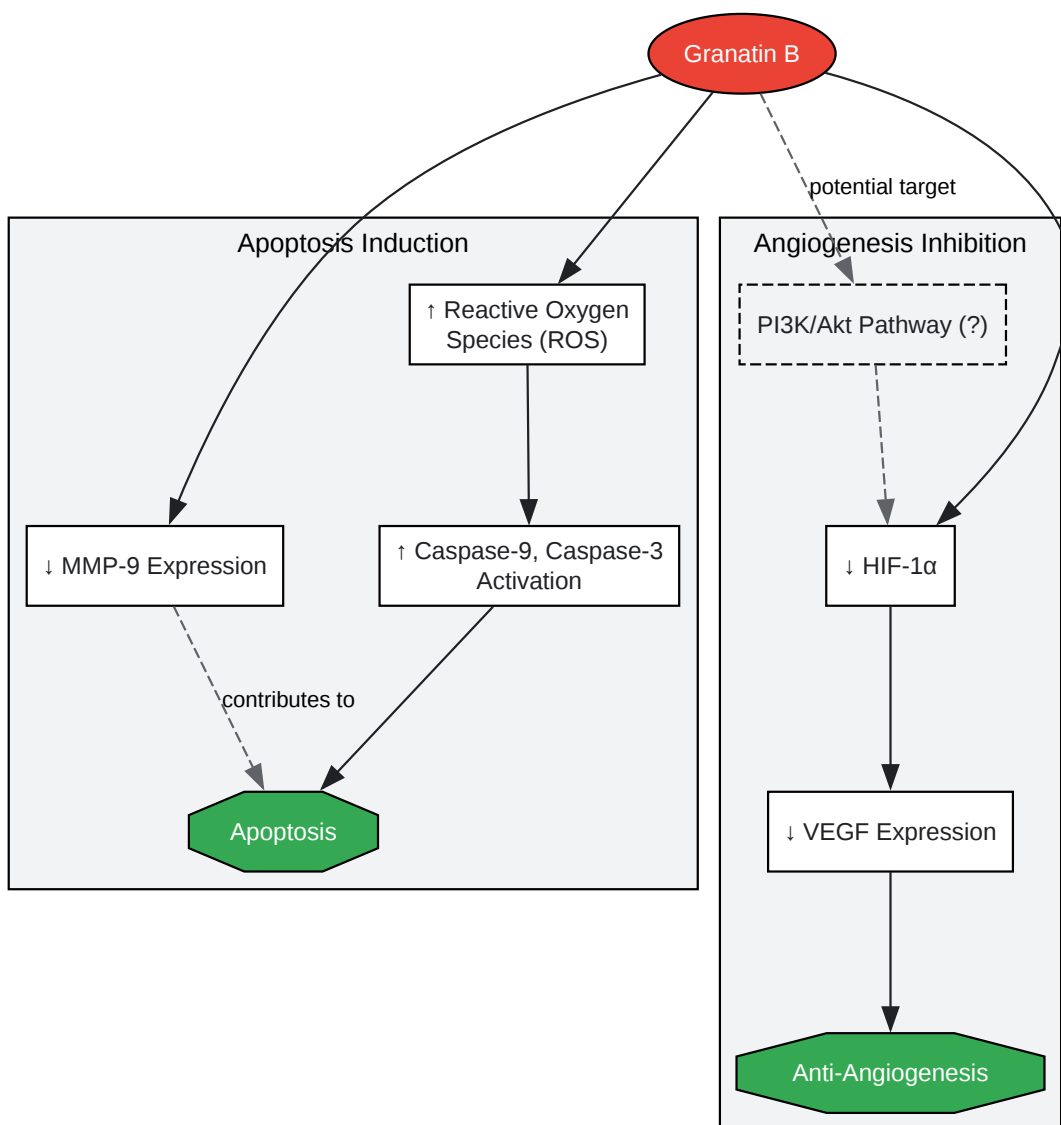 Granatin B
potential target
Apoptosis Induction
Angiogenesis Inhibition
↑ Reactive Oxygen
Species (ROS)
PI3K/Akt Pathway (?)
↓ MMP-9 Expression
↑ Caspase-9, Caspase-3
Activation
↓ HIF-1α
contributes to
Apoptosis
↓ VEGF Expression
Anti-Angiogenesis